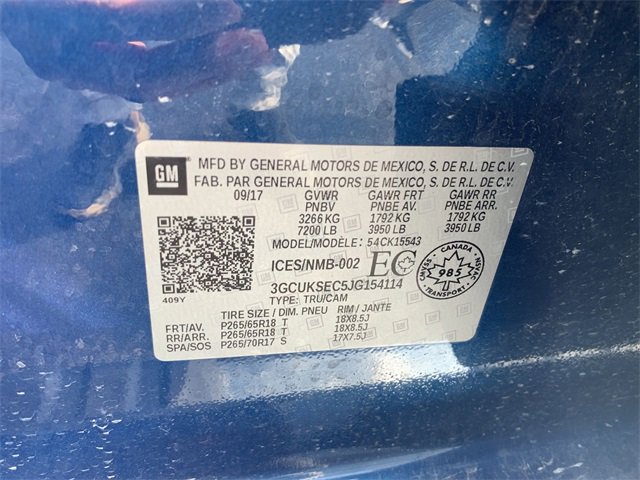 GM
MFD BY GENERAL MOTORS DE MEXICO, S. DE R.L. DE C.V.
FAB. PAR GENERAL MOTORS DE MEXICO, S. DE R.L. DE C.V.
09/17 GVWR GAWR FRT GAWR RR
PNBV PNBE AV. PNBE ARR.
3266 KG 1792 KG 1792 KG
7200 LB 3950 LB 3950 LB
MODEL/MODÈLE: 54CK15543
ICES/NMB-002 EC
CANADA
985
TRANSPORT
3GCUKSEC5JG154114
409Y TYPE: TRU/CAM
TIRE SIZE / DIM. PNEU RIM / JANTE
FRT/AV. P265/65R18 T 18X8.5J
RR/ARR. P265/65R18 T 18X8.5J
SPA/SOS P265/70R17 S 17X7.5J